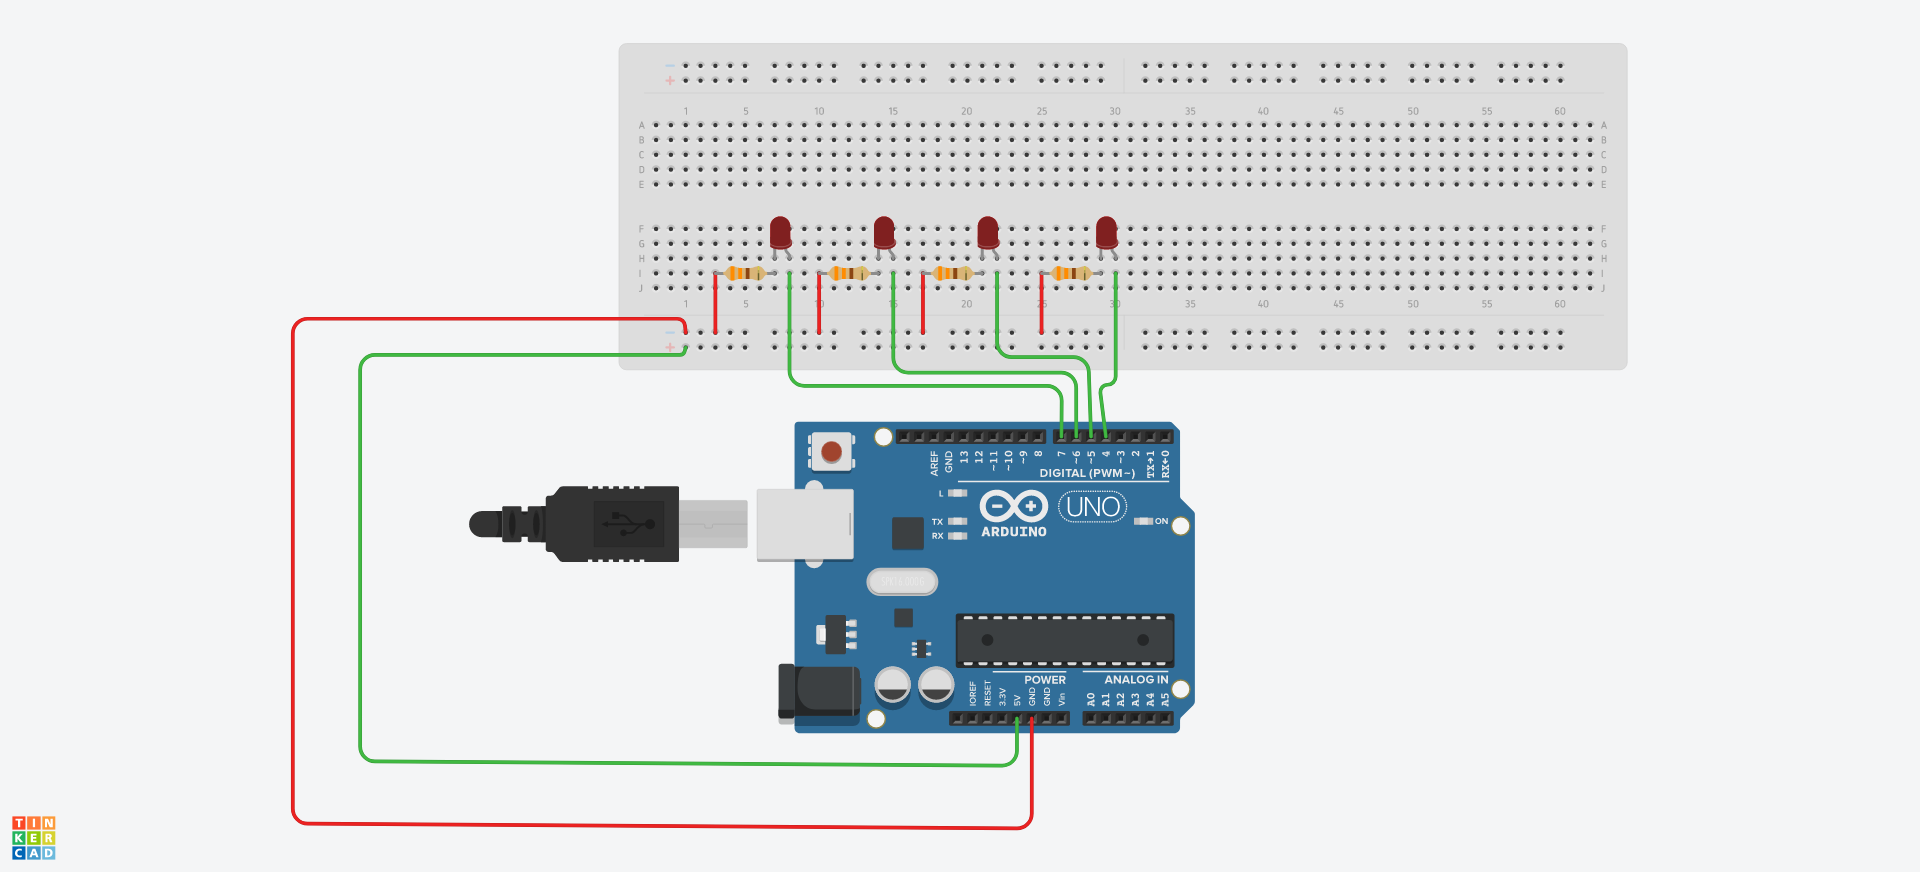 − +
1 5 10 15 20 25 30 35 40 45 50 55 60
A A
B B
C C
D D
E E
F F
G G
H H
I I
J J
1 5 10 15 20 25 30 35 40 45 50 55 60
− +
AREF GND 13 12 ~11 ~10 ~9 8 7 ~6 ~5 4 ~3 2 TX→1 RX←0
DIGITAL (PWM~)
L
TX
RX
ARDUINO
UNO
ON
POWER
ANALOG IN
IOREF RESET 3.3V 5V GND GND Vin A0 A1 A2 A3 A4 A5
TIN
KER
CAD